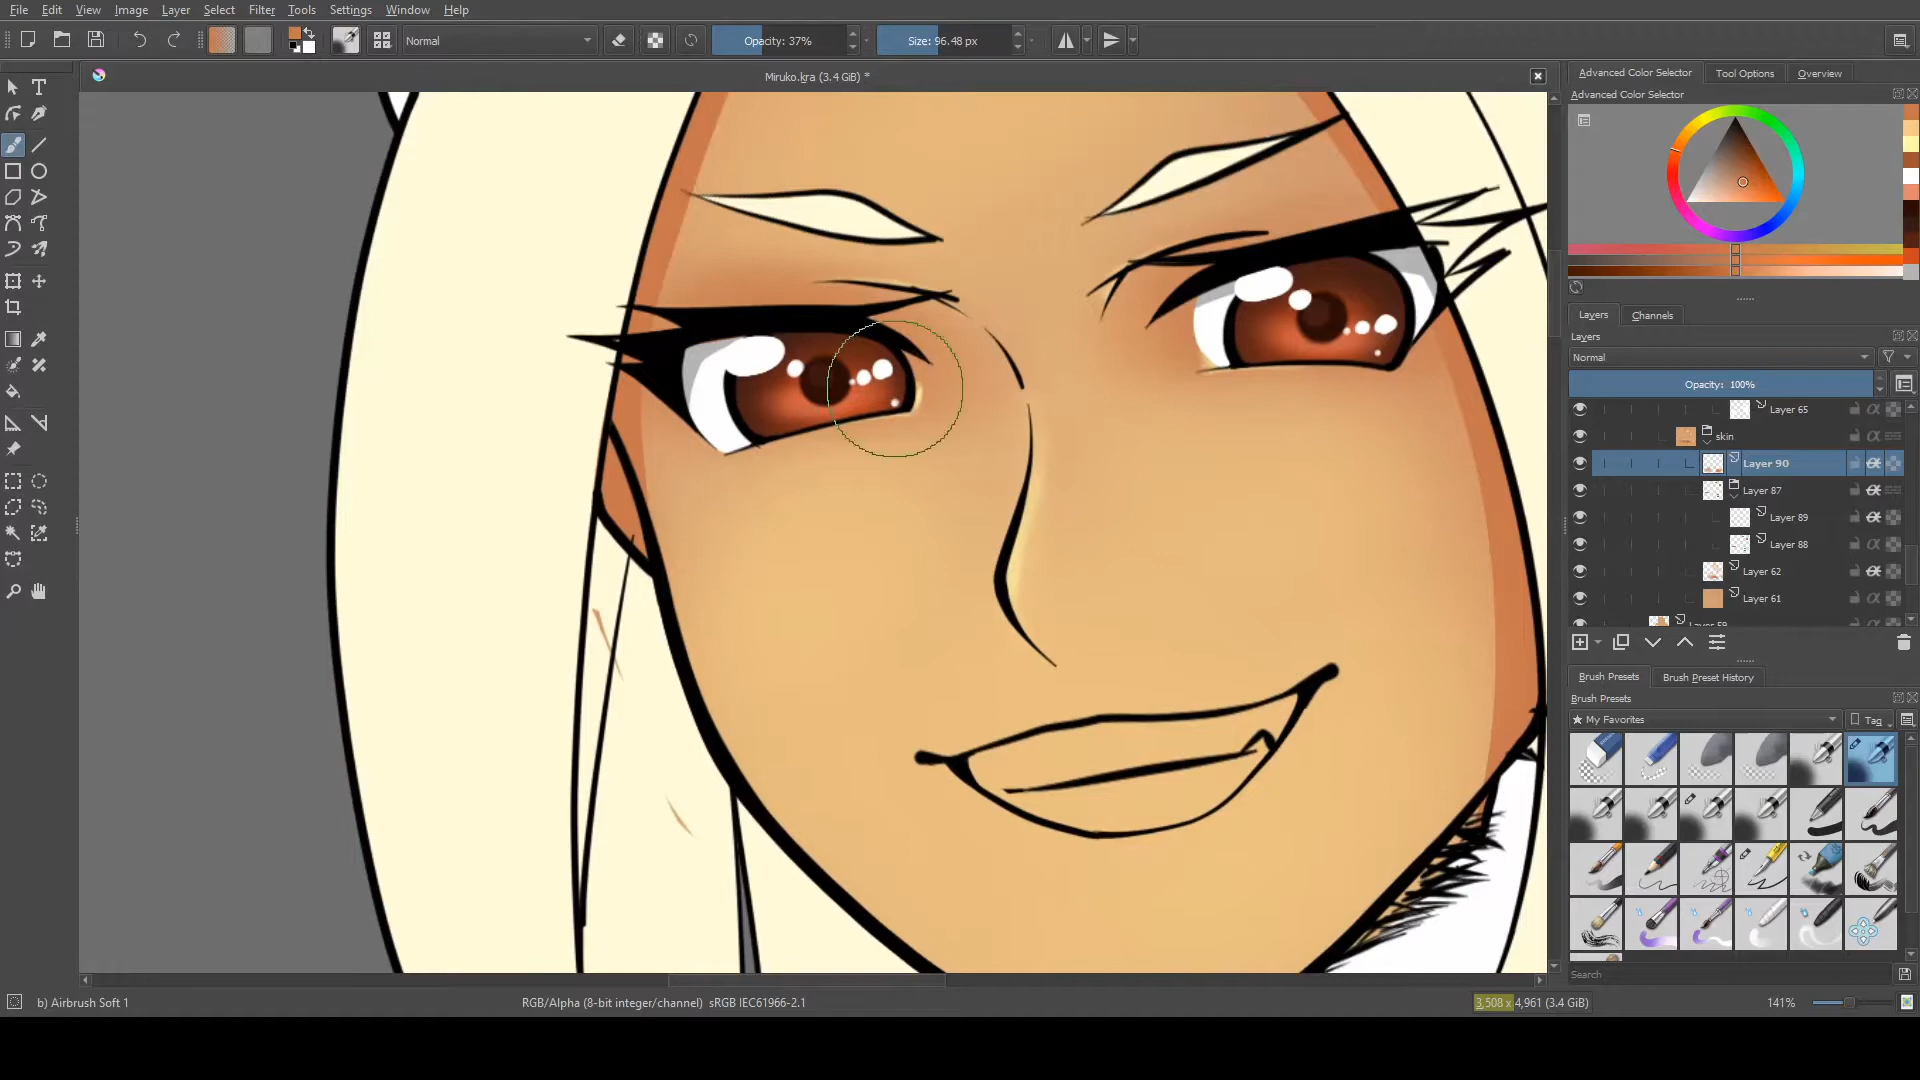 File Edit View Image Layer Select Filter Tools Settings Window Help
Normal Opacity: 37% Size: 96.48 px
Miruko.kra (3.4 GiB) *
Advanced Color Selector Tool Options Overview
Advanced Color Selector
Layers Channels
Layers
Normal
Opacity: 100%
Layer 65
skin
Layer 90
Layer 87
Layer 89
Layer 88
Layer 62
Layer 61
Layer 59
Brush Presets Brush Preset History
Brush Presets
★ My Favorites Tag
Search
b) Airbrush Soft 1 RGB/Alpha (8-bit integer/channel) sRGB IEC61966-2.1 3,508 x 4,961 (3.4 GiB) 141%